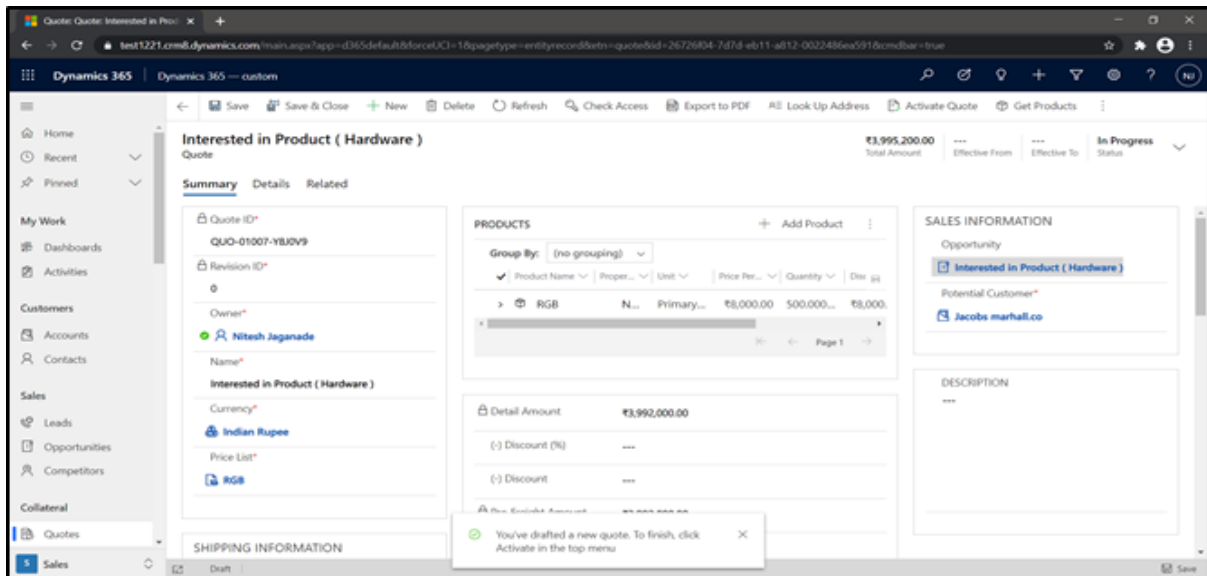 Quote: Quote: Interested in Prod
test1221.crm8.dynamics.com/main.aspx?app=d365default&forceUCI=1&pagetype=entityrecord&etn=quote&id=26726f04-7d7d-eb11-a812-0022486ea591&cmdbar=true
Dynamics 365 Dynamics 365 — custom
NJ
Save Save & Close New Delete Refresh Check Access Export to PDF Look Up Address Activate Quote Get Products
Home
Recent
Pinned
My Work
Dashboards
Activities
Customers
Accounts
Contacts
Sales
Leads
Opportunities
Competitors
Collateral
Quotes
S Sales
Interested in Product ( Hardware )
Quote
₹3,995,200.00
Total Amount
---
Effective From
---
Effective To
In Progress
Status
Summary Details Related
Quote ID*
QUO-01007-Y8J0V9
Revision ID*
0
Owner*
Nitesh Jaganade
Name*
Interested in Product ( Hardware )
Currency*
Indian Rupee
Price List*
RGB
SHIPPING INFORMATION
PRODUCTS
+ Add Product
Group By: (no grouping)
Product Name Proper... Unit Price Per... Quantity Disc
RGB N... Primary... ₹8,000.00 500.000... ₹8,000.
Page 1
Detail Amount ₹3,992,000.00
(-) Discount (%) ---
(-) Discount ---
Pre-Freight Amount ₹3,992,000.00
You've drafted a new quote. To finish, click
Activate in the top menu
SALES INFORMATION
Opportunity
Interested in Product ( Hardware )
Potential Customer*
Jacobs marhall.co
DESCRIPTION
---
Draft
Save